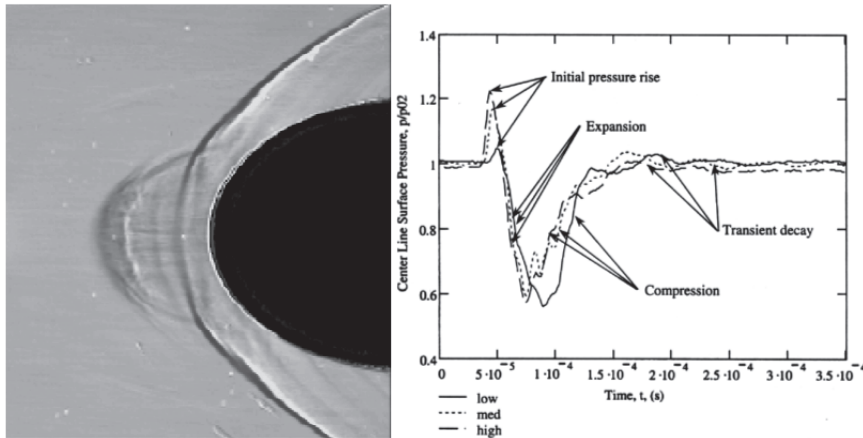 1.4
1.2
1
0.8
0.6
0.4
Center Line Surface Pressure, p/p02
Initial pressure rise
Expansion
Transient decay
Compression
0 5·10⁻⁵ 1·10⁻⁴ 1.5·10⁻⁴ 2·10⁻⁴ 2.5·10⁻⁴ 3·10⁻⁴ 3.5·10⁻⁴
Time, t, (s)
low
med
high